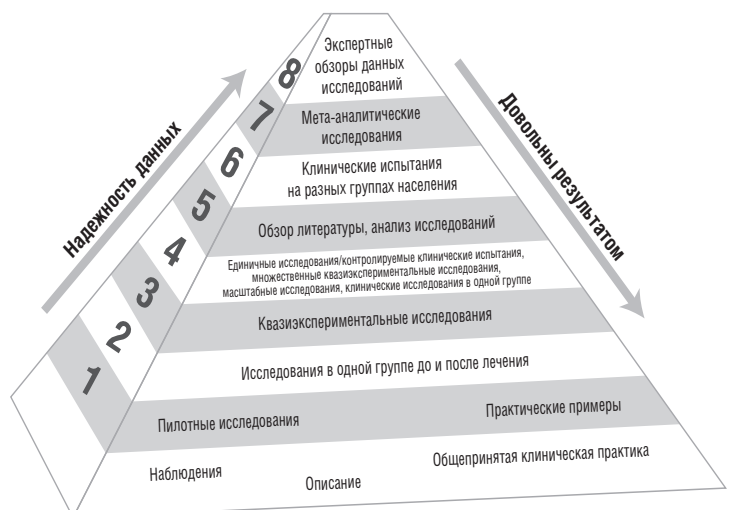 Экспертные
обзоры данных
исследований
8
Мета-аналитические
исследования
7
Клинические испытания
на разных группах населения
6
Обзор литературы, анализ исследований
5
Единичные исследования/контролируемые клинические испытания,
множественные квазиэкспериментальные исследования,
масштабные исследования, клинические исследования в одной группе
4
Квазиэкспериментальные исследования
3
Исследования в одной группе до и после лечения
2
Пилотные исследования
Практические примеры
1
Наблюдения
Описание
Общепринятая клиническая практика
Надежность данных
Довольны результатом